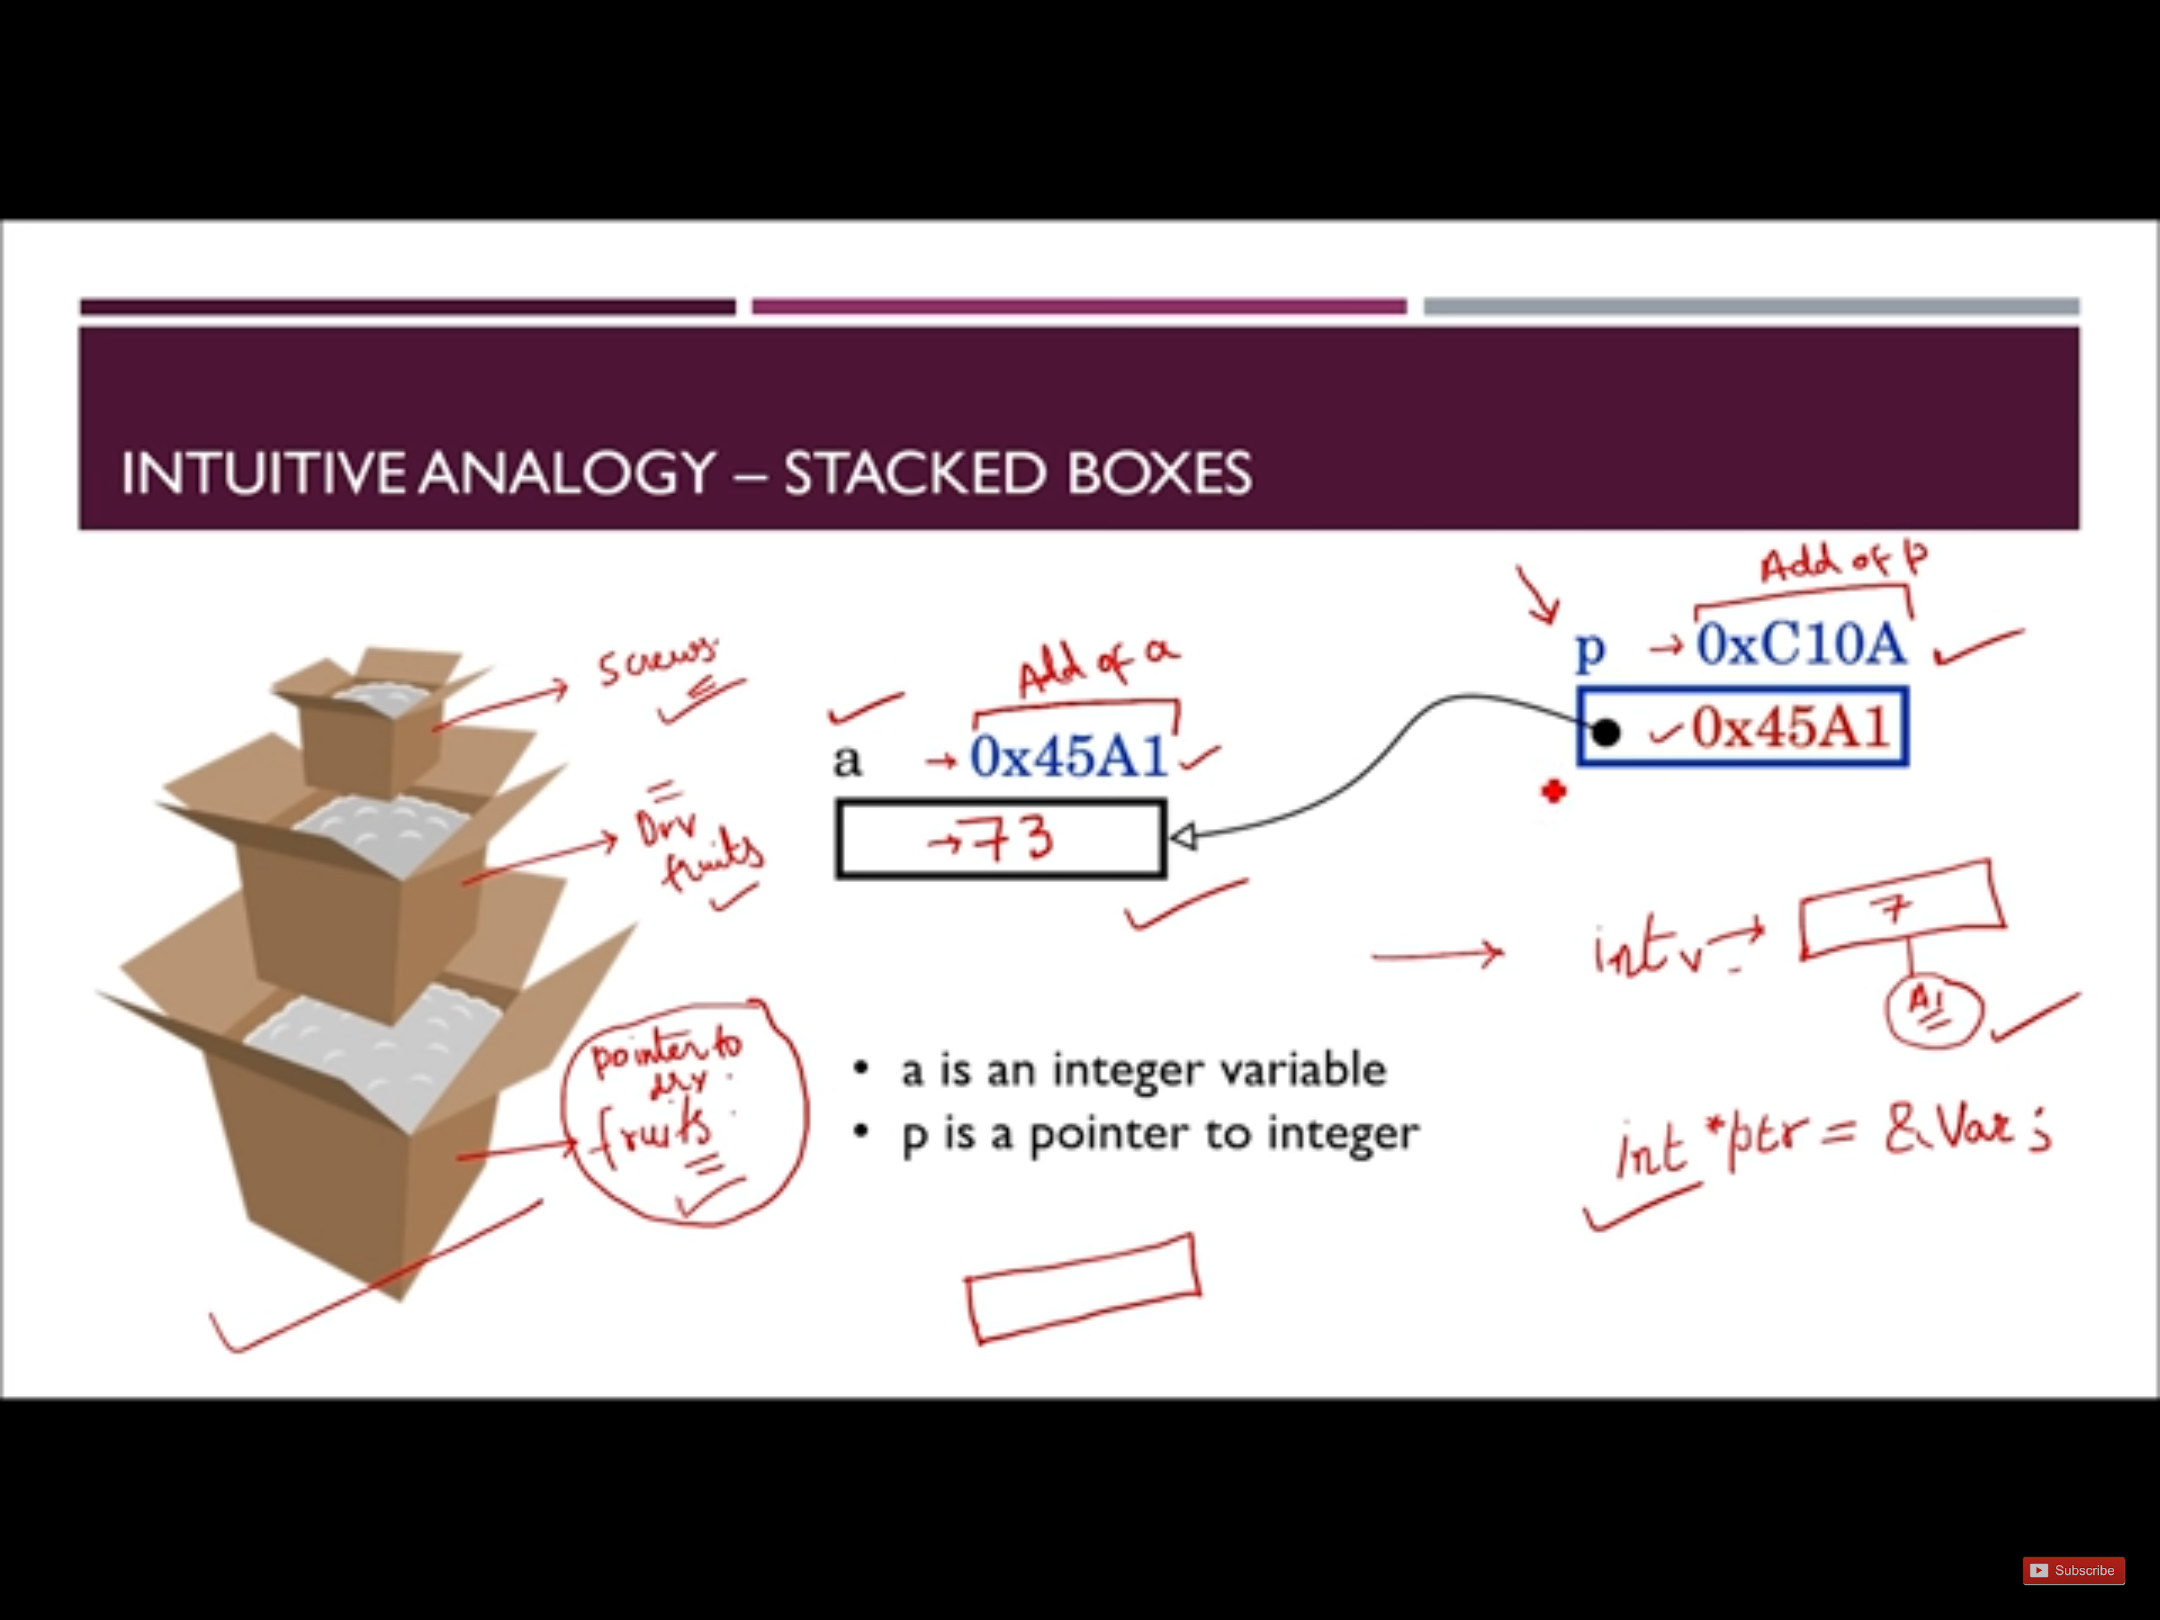 INTUITIVE ANALOGY – STACKED BOXES
Screws
Dry
fruits
pointer to
dry
fruits
Add of a
a → 0x45A1
→ 73
Add of p
p → 0xC10A
0x45A1
int v →
7
A1
int *ptr = &Var;
• a is an integer variable
• p is a pointer to integer
Subscribe